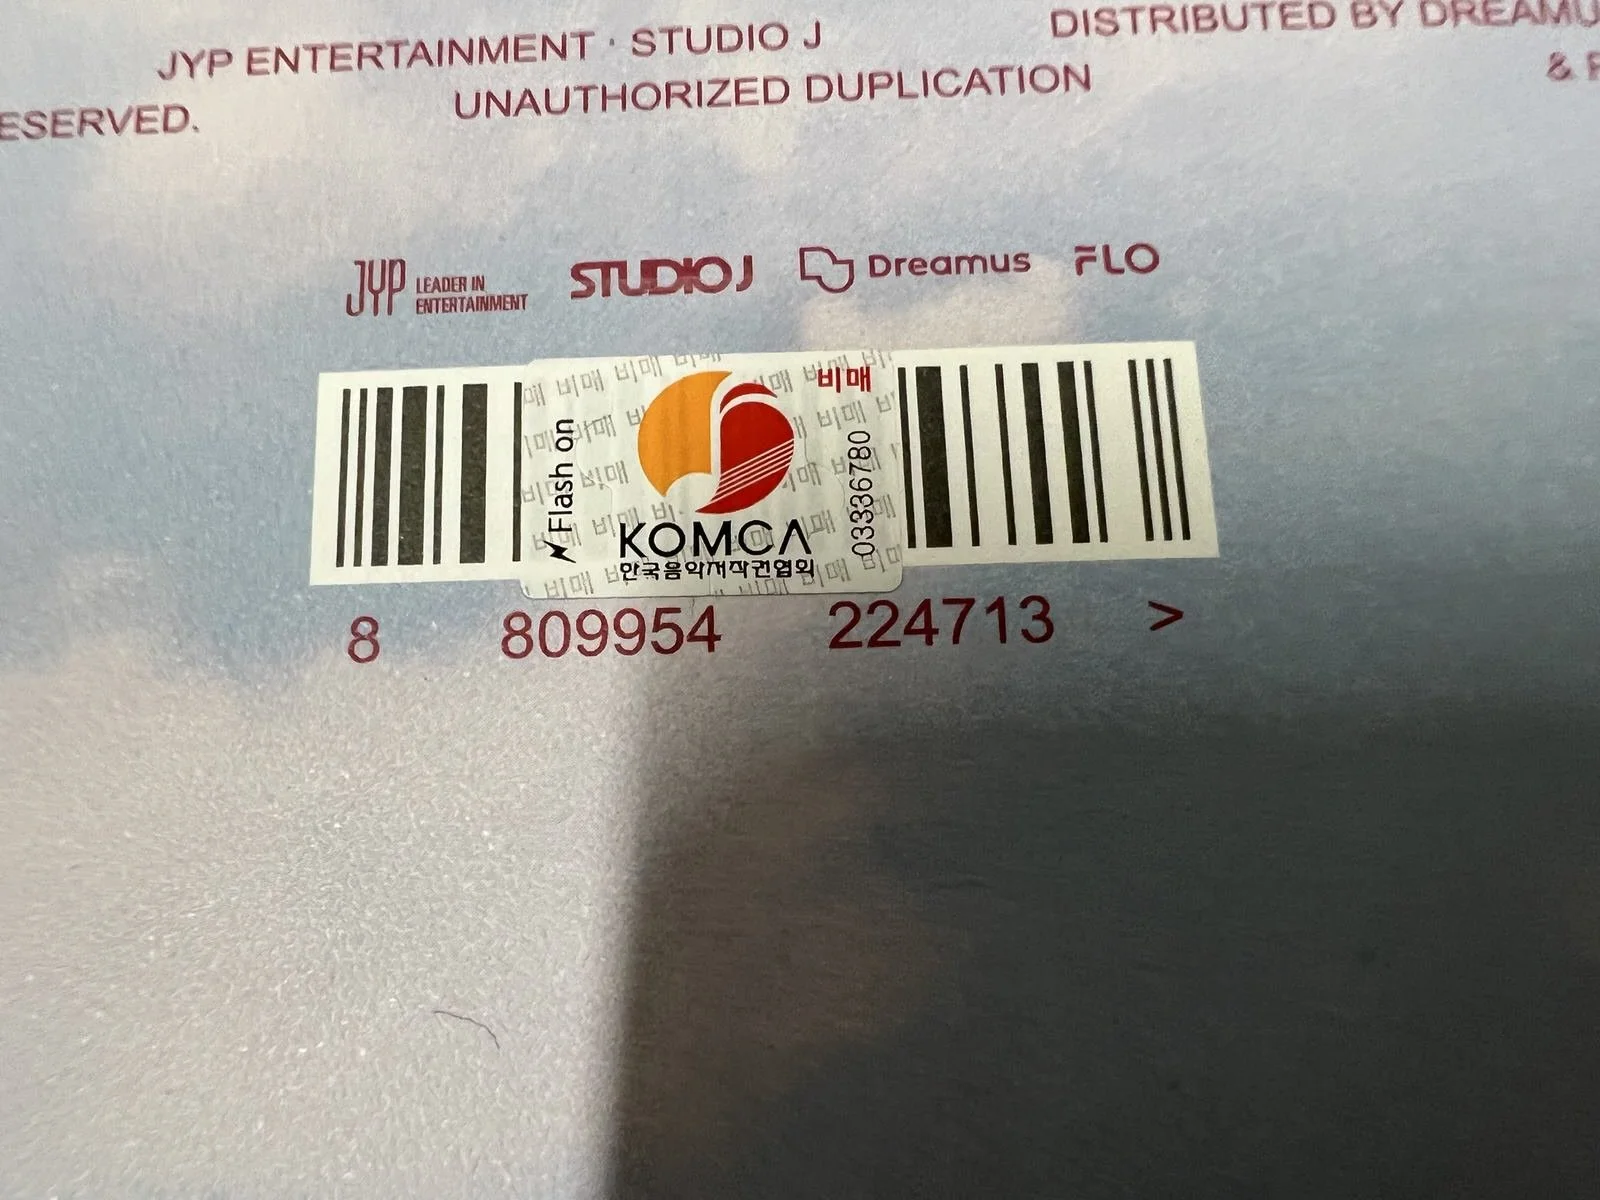 JYP ENTERTAINMENT · STUDIO J
DISTRIBUTED BY
ESERVED.
UNAUTHORIZED DUPLICATION
&
JYP LEADER IN
ENTERTAINMENT
STUDIO J
Dreamus
FLO
비매
Flash on
03336780
KOMCA
한국음악저작권협회
8 809954 224713 >